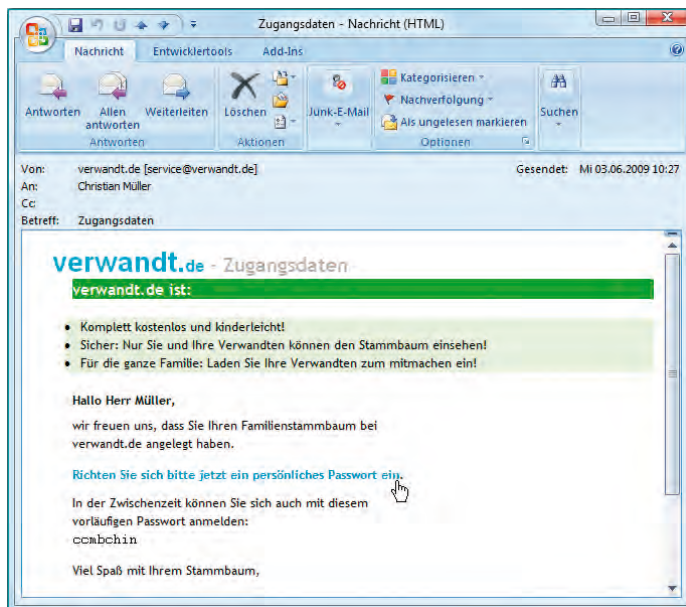 Zugangsdaten - Nachricht (HTML)
Nachricht Entwicklertools Add-Ins
Antworten Allen antworten Weiterleiten Löschen Junk-E-Mail Kategorisieren Nachverfolgung Als ungelesen markieren Suchen
Antworten Aktionen Optionen
Von: verwandt.de [service@verwandt.de] Gesendet: Mi 03.06.2009 10:27
An: Christian Müller
Cc:
Betreff: Zugangsdaten
verwandt.de - Zugangsdaten
verwandt.de ist:
• Komplett kostenlos und kinderleicht!
• Sicher: Nur Sie und Ihre Verwandten können den Stammbaum einsehen!
• Für die ganze Familie: Laden Sie Ihre Verwandten zum mitmachen ein!
Hallo Herr Müller,
wir freuen uns, dass Sie Ihren Familienstammbaum bei
verwandt.de angelegt haben.
Richten Sie sich bitte jetzt ein persönliches Passwort ein.
In der Zwischenzeit können Sie sich auch mit diesem
vorläufigen Passwort anmelden:
ccmbchin
Viel Spaß mit Ihrem Stammbaum,